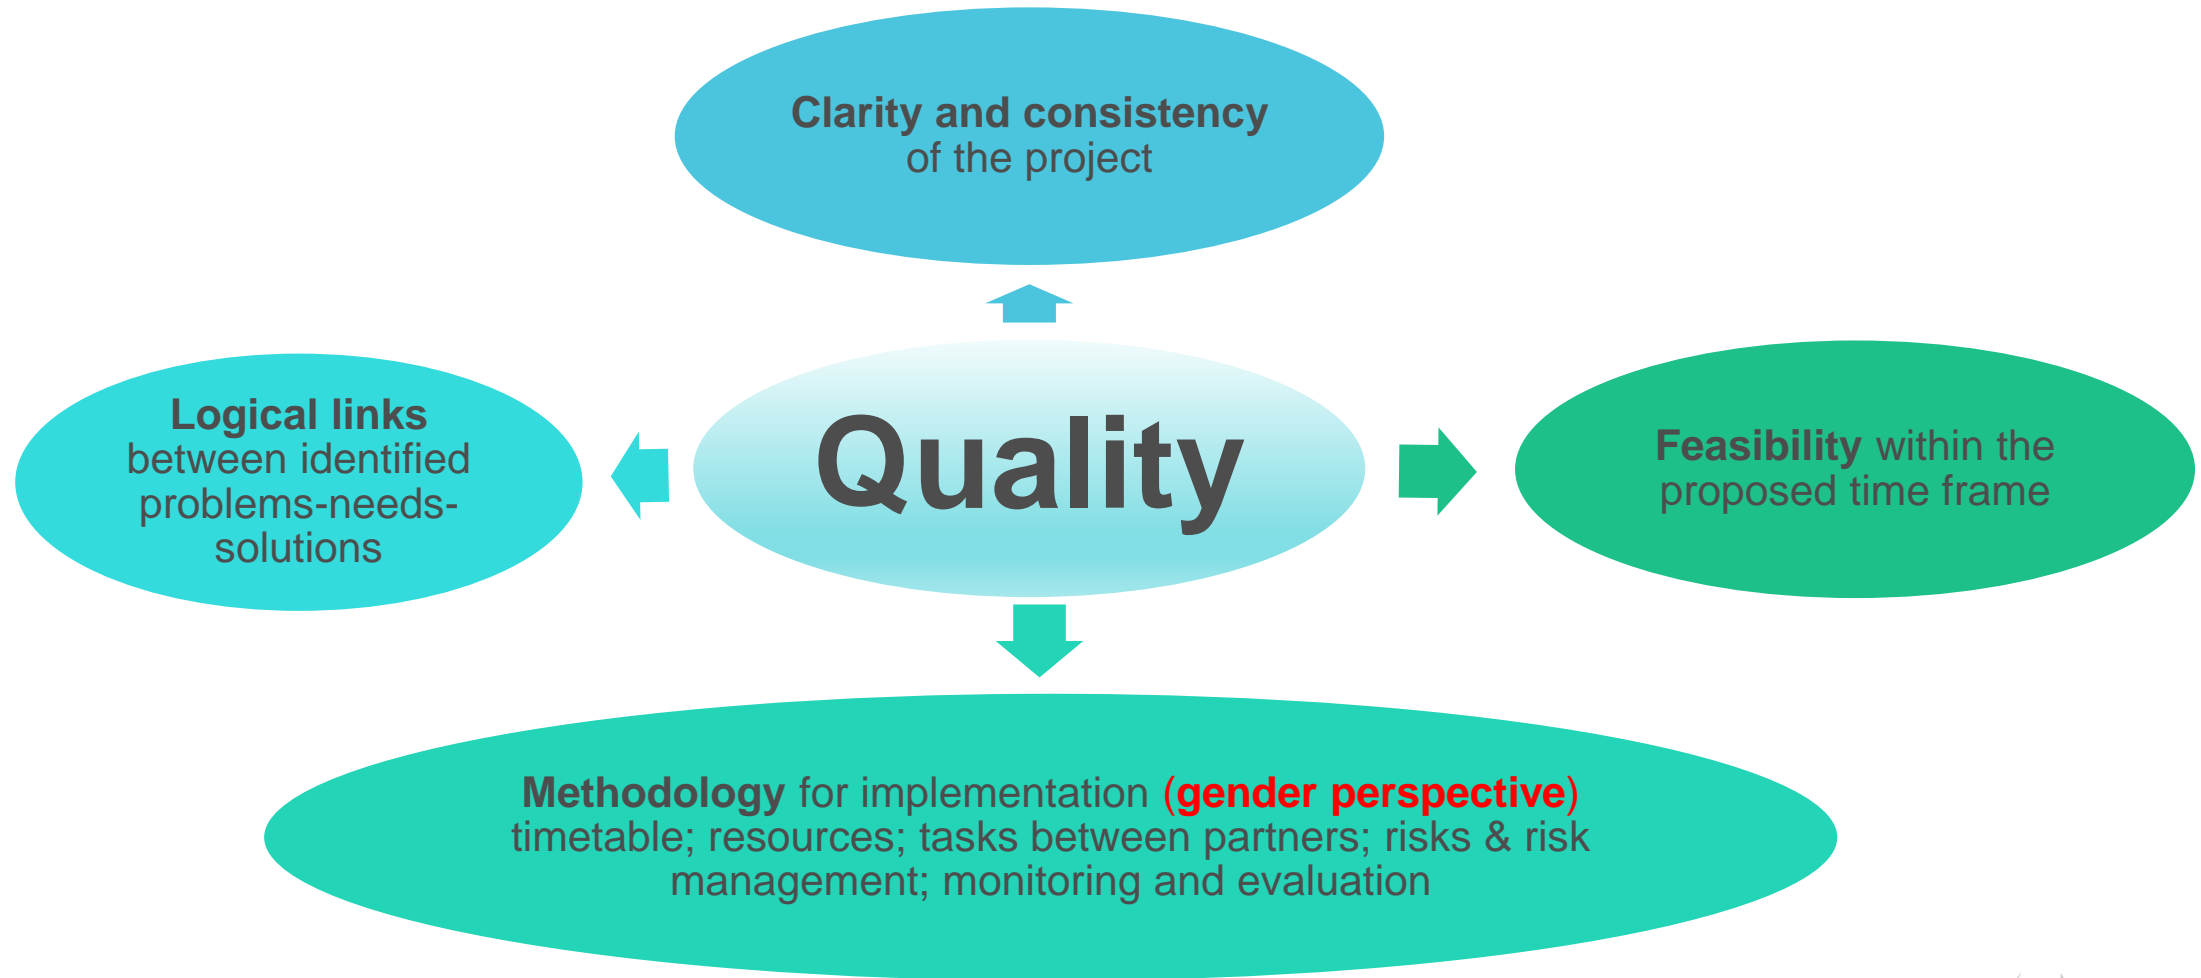 Clarity and consistency
of the project
Logical links
between identified
problems-needs-
solutions
Quality
Feasibility within the
proposed time frame
Methodology for implementation (gender perspective)
timetable; resources; tasks between partners; risks & risk
management; monitoring and evaluation